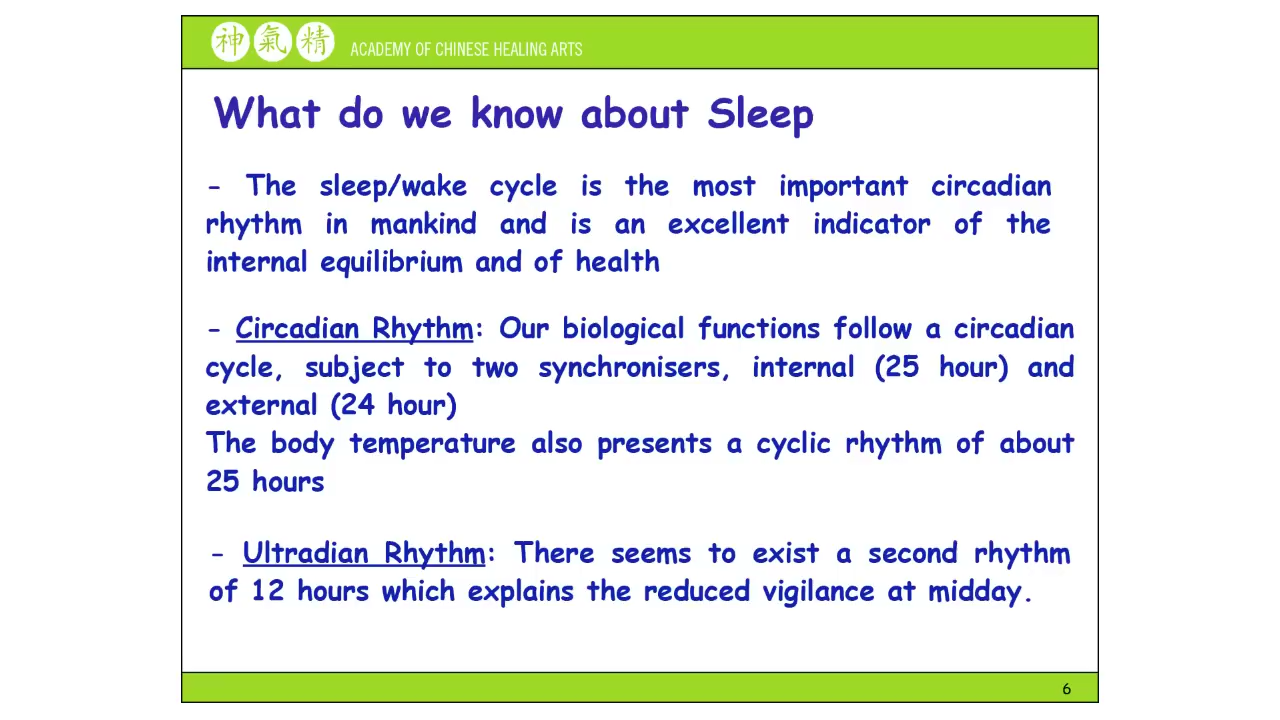 神 氣 精 ACADEMY OF CHINESE HEALING ARTS
What do we know about Sleep
- The sleep/wake cycle is the most important circadian
rhythm in mankind and is an excellent indicator of the
internal equilibrium and of health
- Circadian Rhythm: Our biological functions follow a circadian
cycle, subject to two synchronisers, internal (25 hour) and
external (24 hour)
The body temperature also presents a cyclic rhythm of about
25 hours
- Ultradian Rhythm: There seems to exist a second rhythm
of 12 hours which explains the reduced vigilance at midday.
6